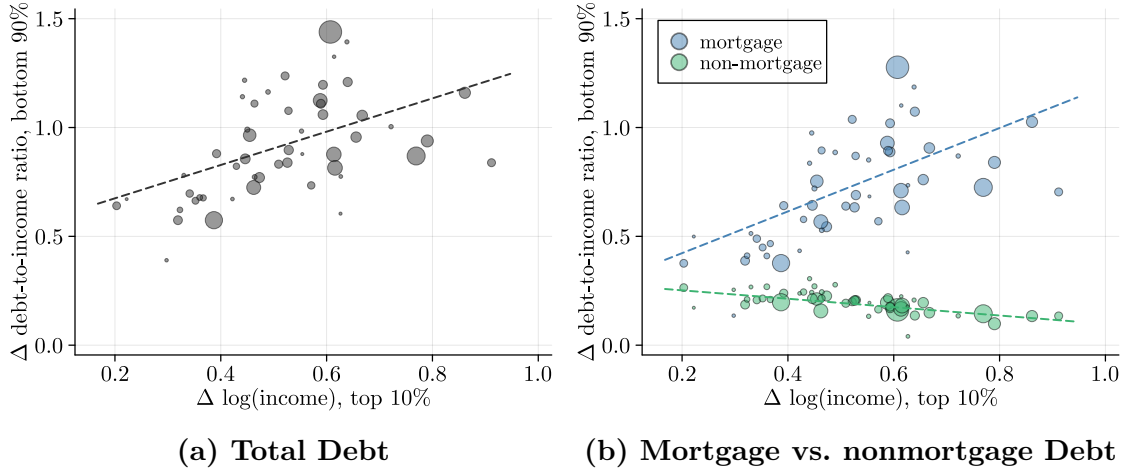 Δ debt-to-income ratio, bottom 90%
1.5
1.0
0.5
0.0
0.2 0.4 0.6 0.8 1.0
Δ log(income), top 10%
(a) Total Debt
Δ debt-to-income ratio, bottom 90%
1.5
1.0
0.5
0.0
mortgage
non-mortgage
0.2 0.4 0.6 0.8 1.0
Δ log(income), top 10%
(b) Mortgage vs. nonmortgage Debt